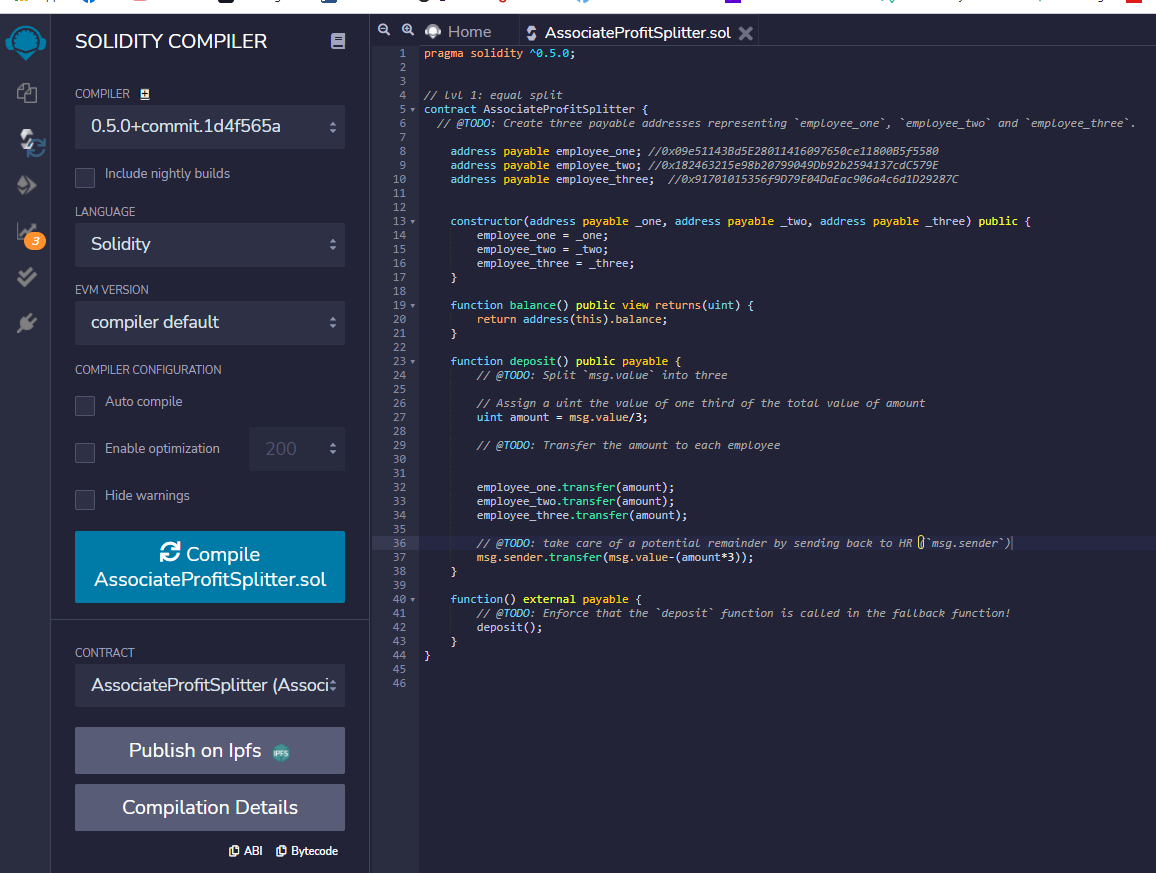 SOLIDITY COMPILER
COMPILER
0.5.0+commit.1d4f565a
Include nightly builds
LANGUAGE
Solidity
EVM VERSION
compiler default
COMPILER CONFIGURATION
Auto compile
Enable optimization
200
Hide warnings
Compile
AssociateProfitSplitter.sol
CONTRACT
AssociateProfitSplitter (Associ
Publish on Ipfs
IPFS
Compilation Details
ABI Bytecode
3
Home AssociateProfitSplitter.sol
1 pragma solidity ^0.5.0;
2
3
4 // lvl 1: equal split
5 contract AssociateProfitSplitter {
6 // @TODO: Create three payable addresses representing `employee_one`, `employee_two` and `employee_three`.
7
8 address payable employee_one; //0x09e51143Bd5E28011416097650ce11800B5f5580
9 address payable employee_two; //0x182463215e98b20799049Db92b2594137cdC579E
10 address payable employee_three; //0x91701015356f9D79E04DaEac906a4c6d1D29287C
11
12
13 constructor(address payable _one, address payable _two, address payable _three) public {
14 employee_one = _one;
15 employee_two = _two;
16 employee_three = _three;
17 }
18
19 function balance() public view returns(uint) {
20 return address(this).balance;
21 }
22
23 function deposit() public payable {
24 // @TODO: Split `msg.value` into three
25
26 // Assign a uint the value of one third of the total value of amount
27 uint amount = msg.value/3;
28
29 // @TODO: Transfer the amount to each employee
30
31
32 employee_one.transfer(amount);
33 employee_two.transfer(amount);
34 employee_three.transfer(amount);
35
36 // @TODO: take care of a potential remainder by sending back to HR (`msg.sender`)
37 msg.sender.transfer(msg.value-(amount*3));
38 }
39
40 function() external payable {
41 // @TODO: Enforce that the `deposit` function is called in the fallback function!
42 deposit();
43 }
44 }
45
46